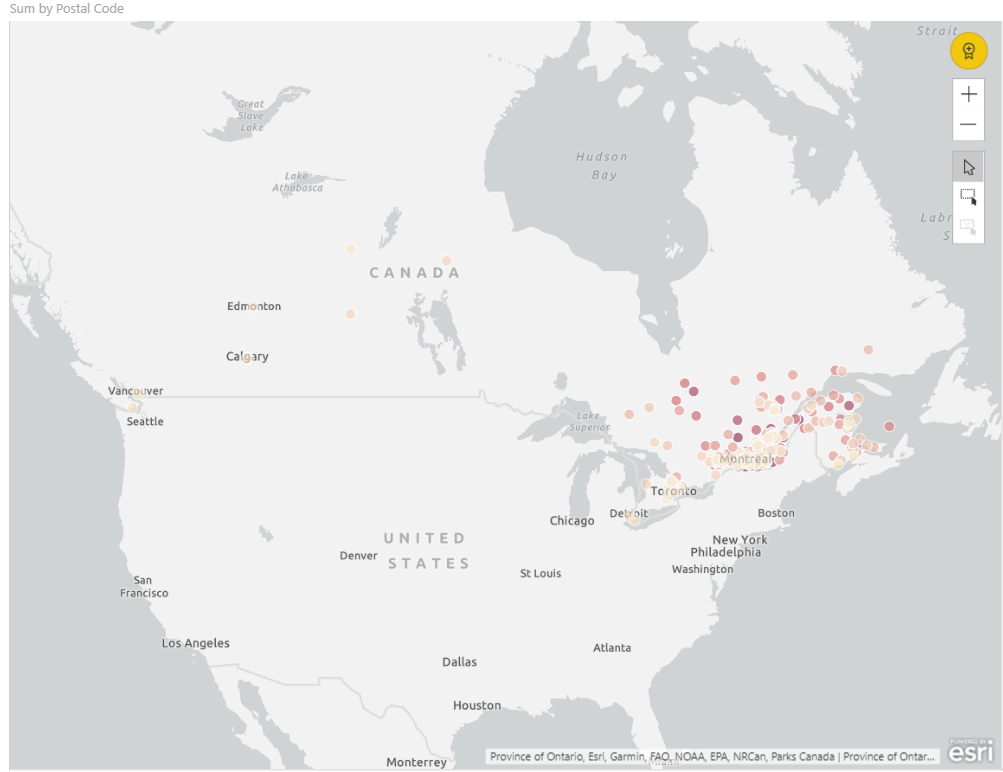 Sum by Postal Code
Strait
Great
Slave
Lake
Hudson
Bay
Lake
Athabasca
Labr
S
CANADA
Edmonton
Calgary
Vancouver
Seattle
Lake
Superior
Montreal
Toronto
Detroit
Chicago
Boston
UNITED
STATES
New York
Philadelphia
Denver
Washington
St Louis
San
Francisco
Los Angeles
Atlanta
Dallas
Houston
Monterrey
Miami
Province of Ontario, Esri, Garmin, FAO, NOAA, EPA, NRCan, Parks Canada | Province of Ontar...
POWERED BY
esri